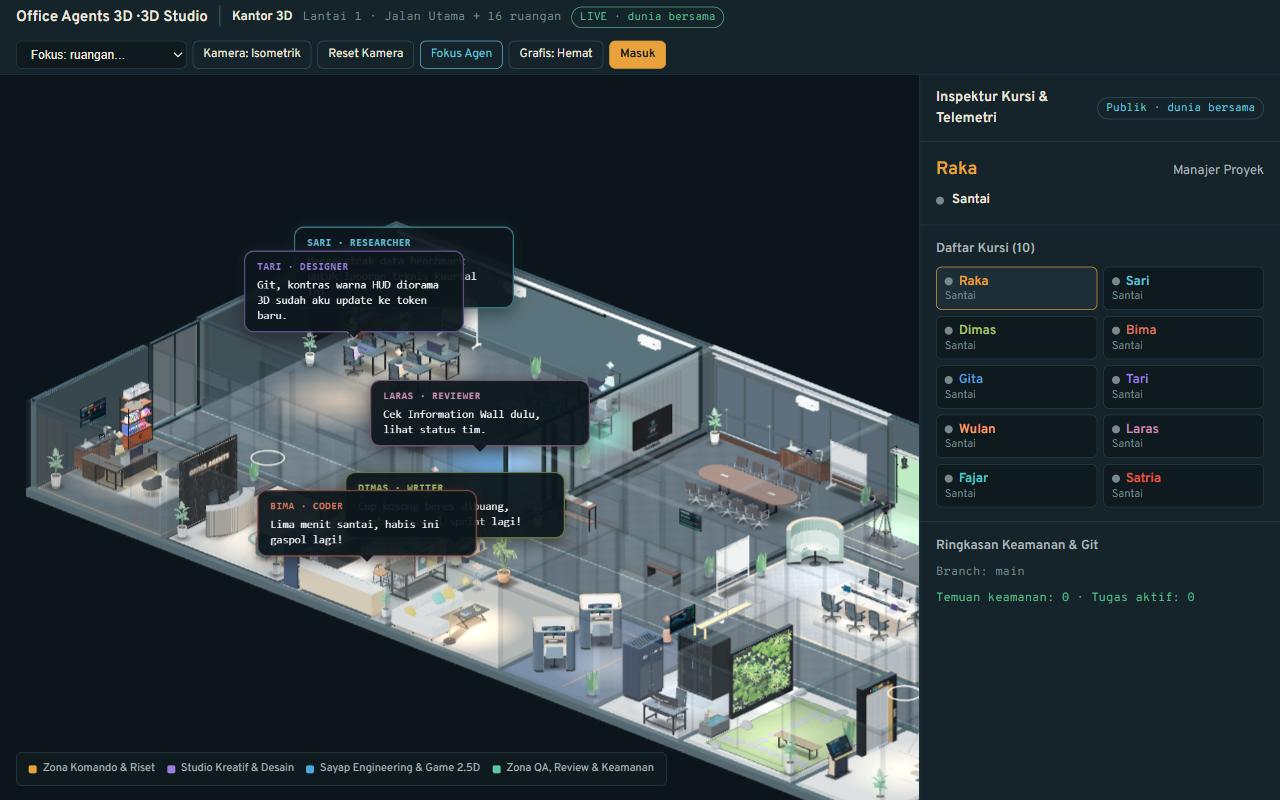 Office Agents 3D ·3D Studio
Kantor 3D
Lantai 1 · Jalan Utama + 16 ruangan
LIVE · dunia bersama
Fokus: ruangan...
Kamera: Isometrik
Reset Kamera
Fokus Agen
Grafis: Hemat
Masuk
SARI · RESEARCHER
TARI · DESIGNER
Git, kontras warna HUD diorama
3D sudah aku update ke token
baru.
LARAS · REVIEWER
Cek Information Wall dulu,
lihat status tim.
DIMAS · WRITER
BIMA · CODER
Lima menit santai, habis ini
gaspol lagi!
OFFICE AGENTS
Zona Komando & Riset
Studio Kreatif & Desain
Sayap Engineering & Game 2.5D
Zona QA, Review & Keamanan
Inspektur Kursi &
Telemetri
Publik · dunia bersama
Raka
Manajer Proyek
Santai
Daftar Kursi (10)
Raka
Santai
Sari
Santai
Dimas
Santai
Bima
Santai
Gita
Santai
Tari
Santai
Wulan
Santai
Laras
Santai
Fajar
Santai
Satria
Santai
Ringkasan Keamanan & Git
Branch: main
Temuan keamanan: 0 · Tugas aktif: 0